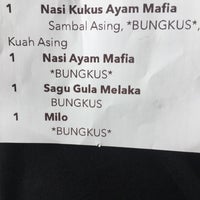 1 Nasi Kukus Ayam Mafia
Sambal Asing, *BUNGKUS*,
Kuah Asing
1 Nasi Ayam Mafia
*BUNGKUS*
1 Sagu Gula Melaka
BUNGKUS
1 Milo
*BUNGKUS*